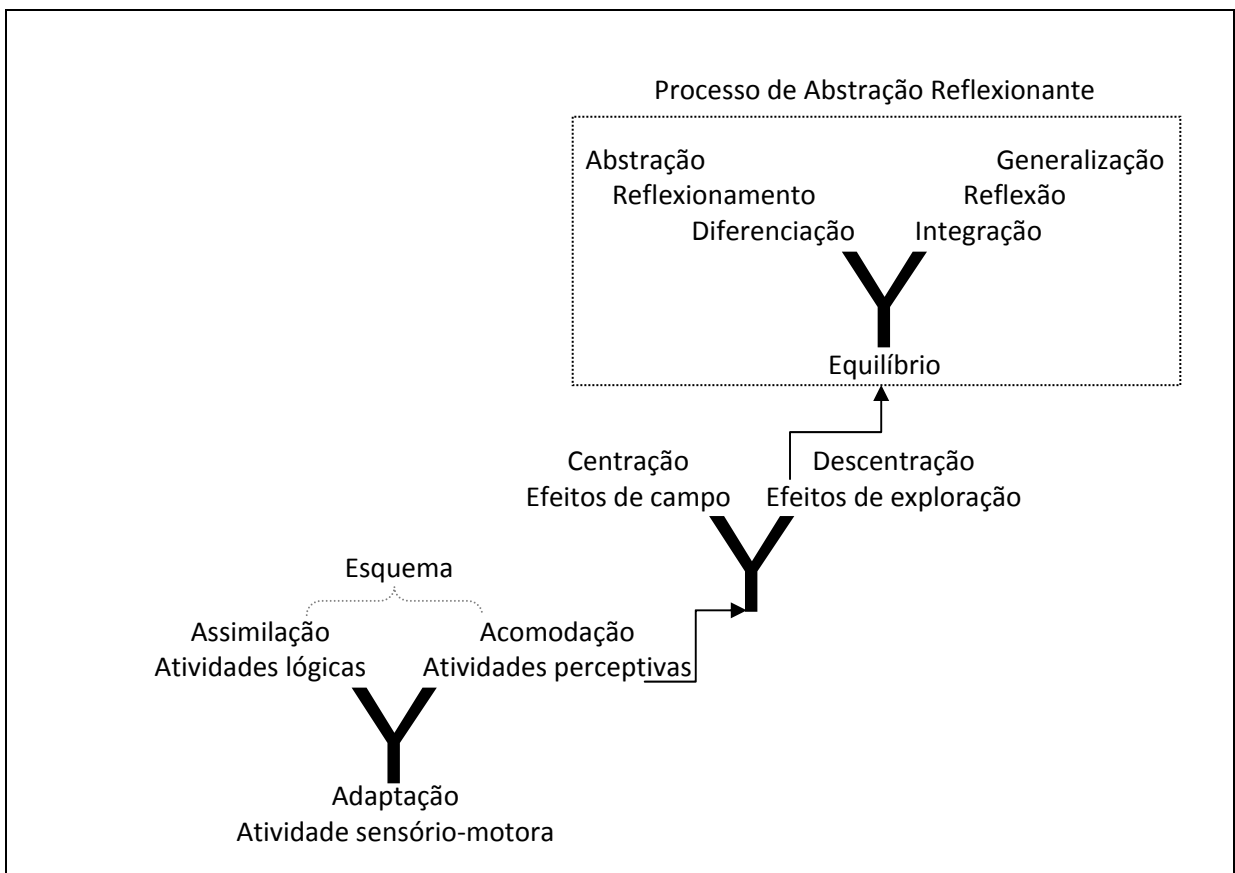 Processo de Abstração Reflexionante
Abstração Generalização
Reflexionamento Reflexão
Diferenciação Integração
Equilíbrio
Centração Descentração
Efeitos de campo Efeitos de exploração
Esquema
Assimilação Acomodação
Atividades lógicas Atividades perceptivas
Adaptação
Atividade sensório-motora